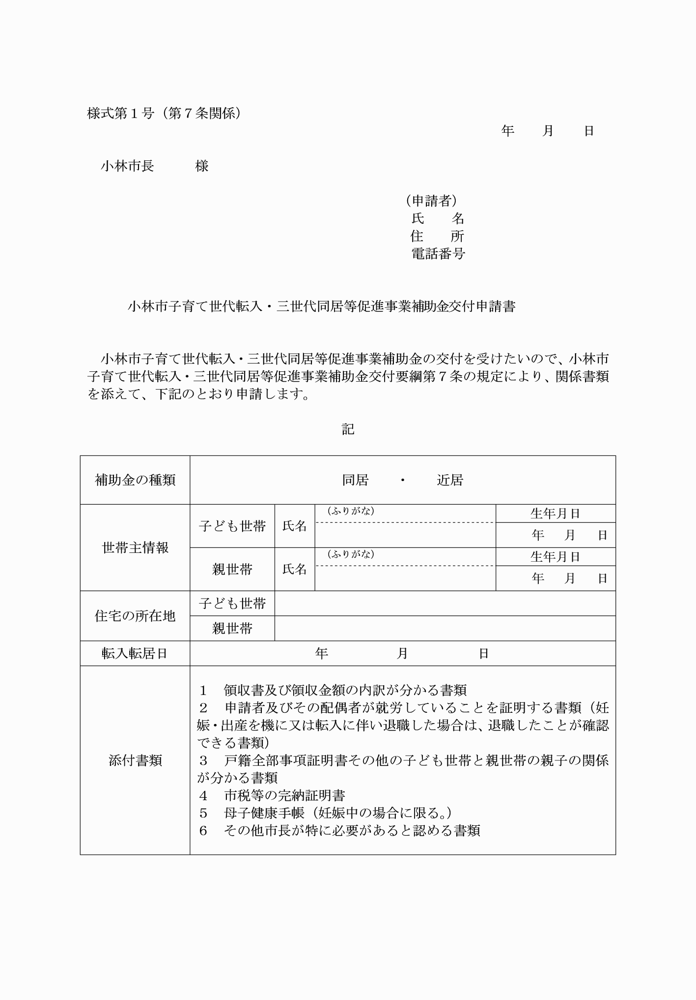 様式第１号（第７条関係）
年　　月　　日
小林市長　　　様
（申請者）
氏　　名
住　　所
電話番号
小林市子育て世代転入・三世代同居等促進事業補助金交付申請書
小林市子育て世代転入・三世代同居等促進事業補助金の交付を受けたいので、小林市
子育て世代転入・三世代同居等促進事業補助金交付要綱第７条の規定により、関係書類
を添えて、下記のとおり申請します。
記
補助金の種類
同居　　・　　近居
世帯主情報
子ども世帯
氏名
（ふりがな）
生年月日
年　月　日
親世帯
氏名
（ふりがな）
生年月日
年　月　日
住宅の所在地
子ども世帯
親世帯
転入転居日
年　　　　　月　　　　　日
添付書類
１　領収書及び領収金額の内訳が分かる書類
２　申請者及びその配偶者が就労していることを証明する書類（妊
娠・出産を機に又は転入に伴い退職した場合は、退職したことが確認
できる書類）
３　戸籍全部事項証明書その他の子ども世帯と親世帯の親子の関係
が分かる書類
４　市税等の完納証明書
５　母子健康手帳（妊娠中の場合に限る。）
６　その他市長が特に必要があると認める書類